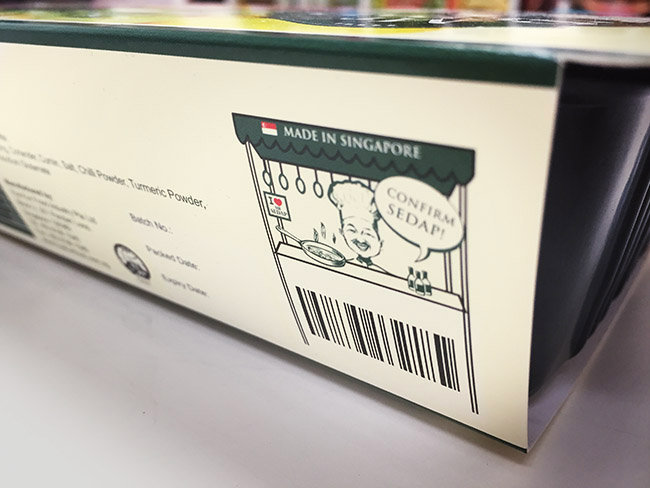 Coriander, Cumin, Salt, Chilli Powder, Turmeric Powder,
Batch No.:
Packed Date:
Expiry Date:
MADE IN SINGAPORE
I ❤
SEDAP
CONFIRM
SEDAP!